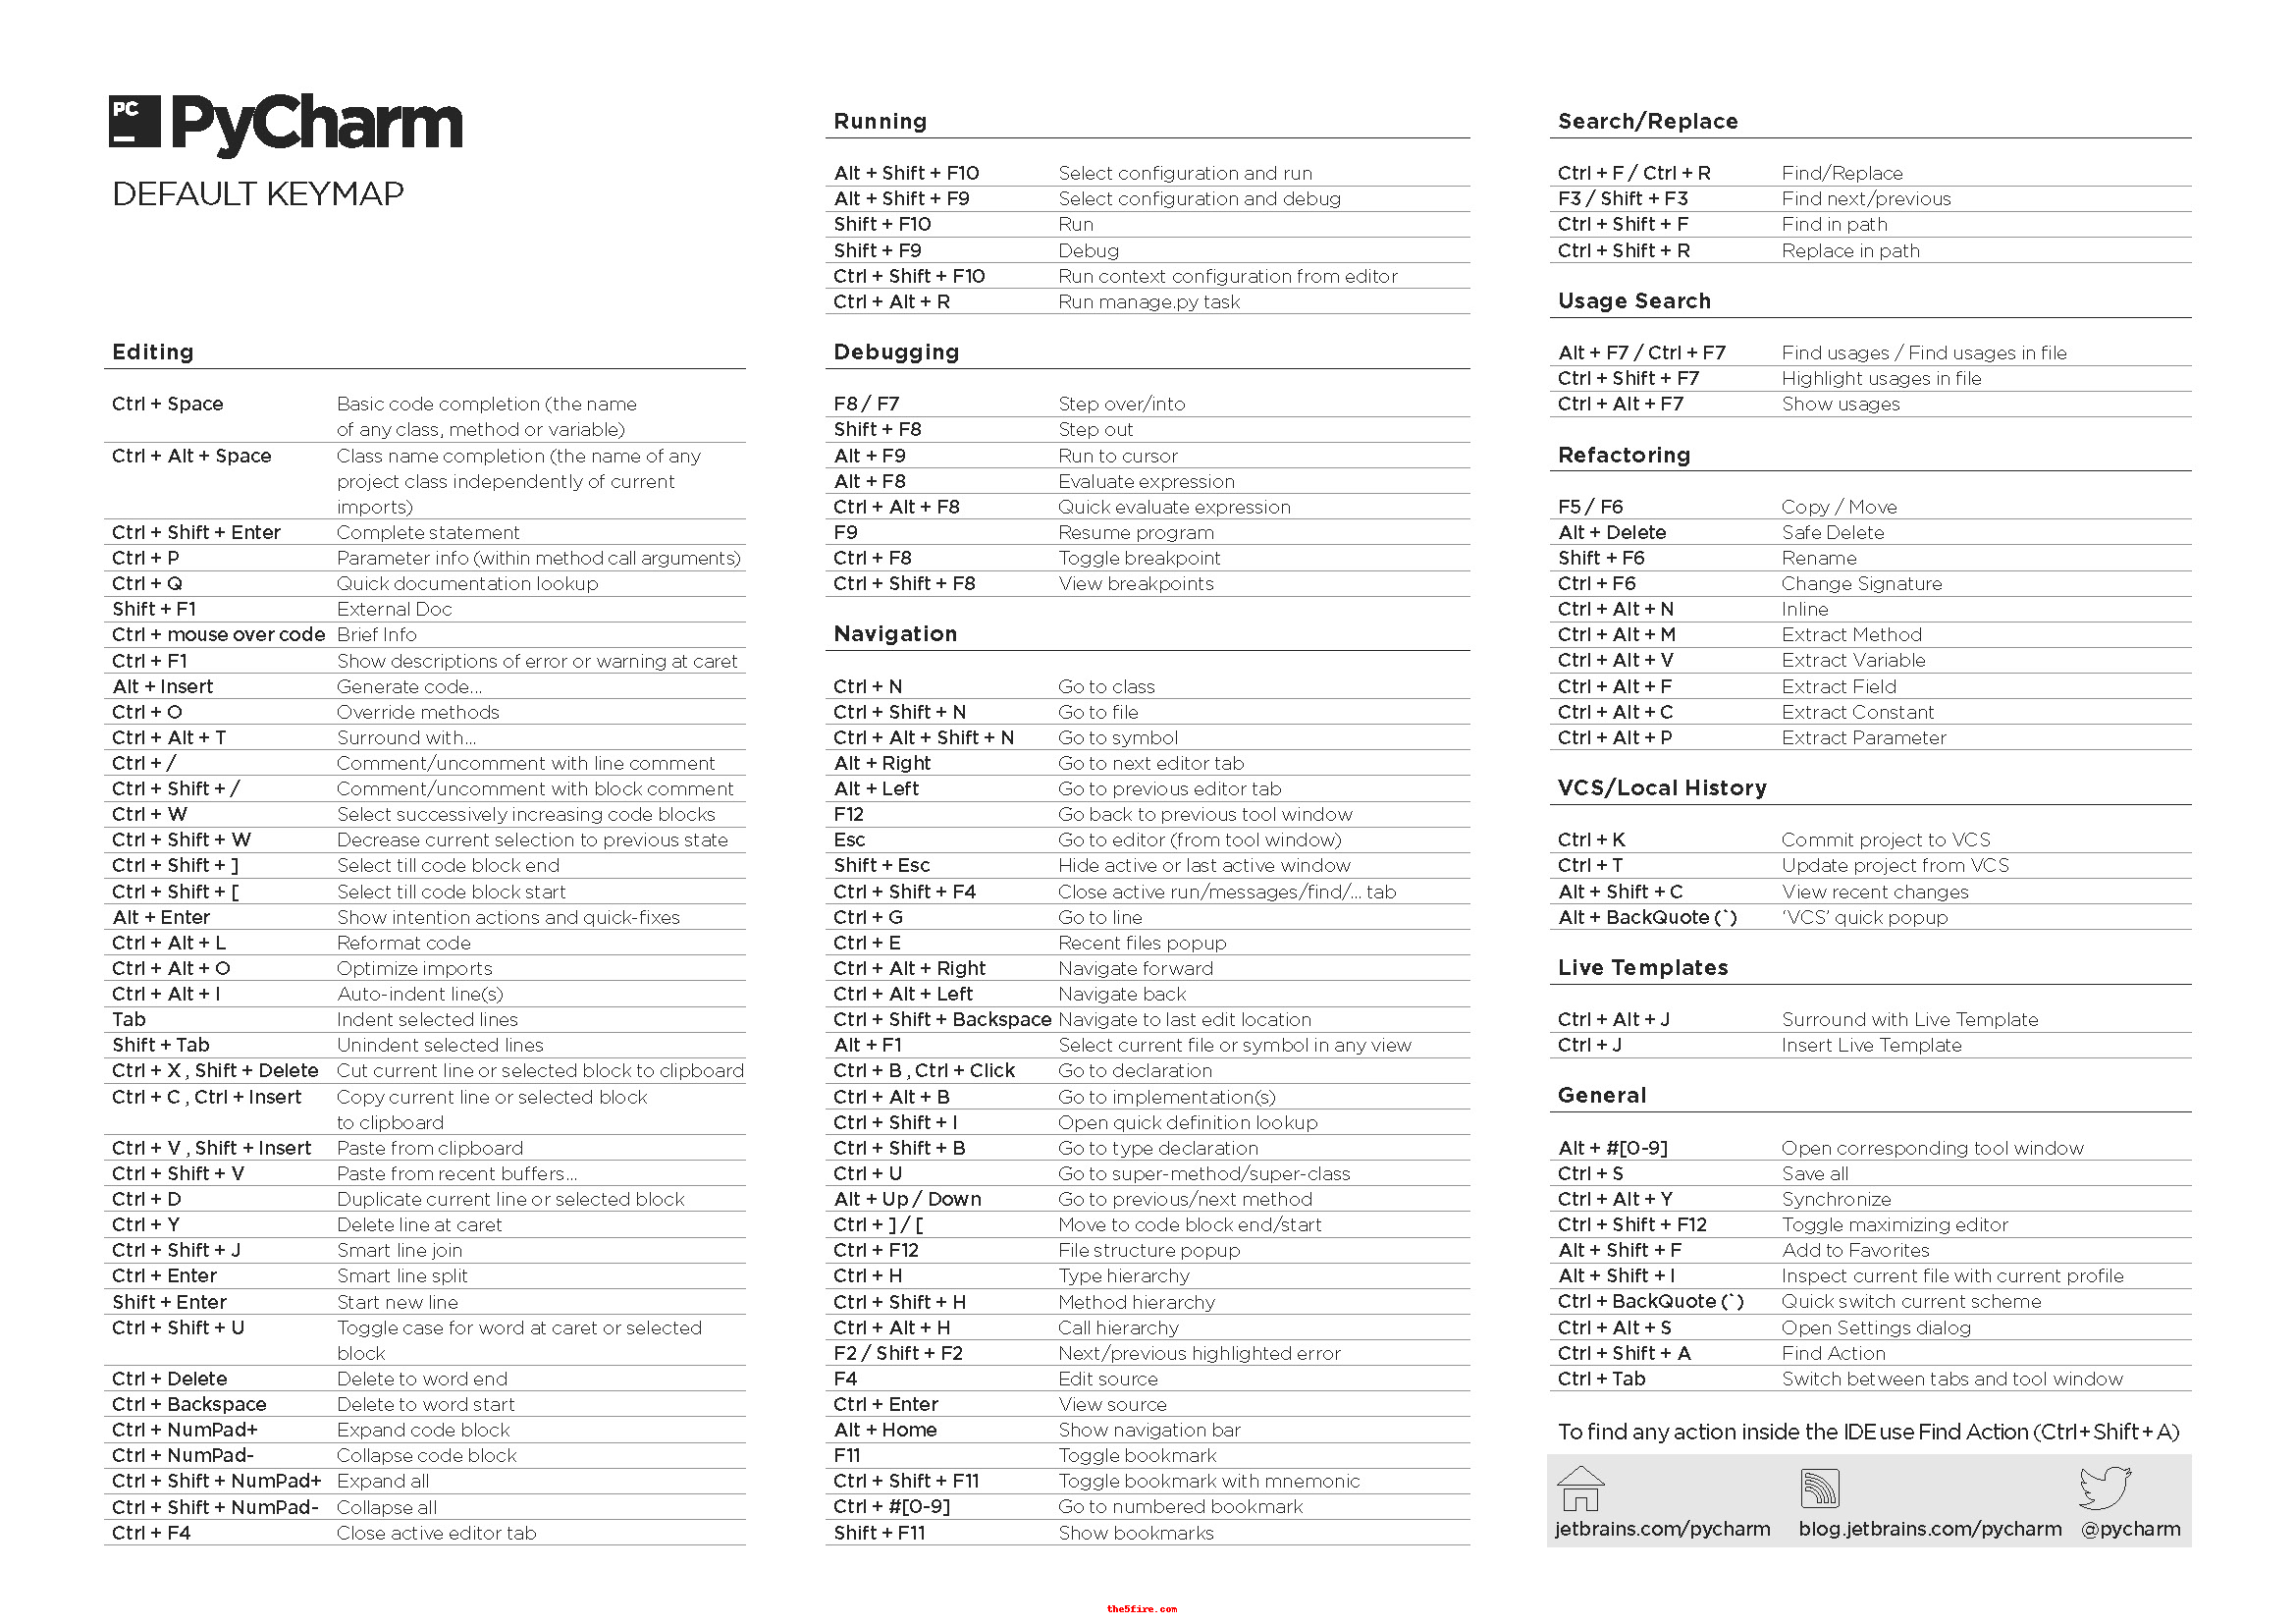 PC
PyCharm
DEFAULT KEYMAP
Editing
Ctrl + Space Basic code completion (the name
of any class, method or variable)
Ctrl + Alt + Space Class name completion (the name of any
project class independently of current
imports)
Ctrl + Shift + Enter Complete statement
Ctrl + P Parameter info (within method call arguments)
Ctrl + Q Quick documentation lookup
Shift + F1 External Doc
Ctrl + mouse over code Brief Info
Ctrl + F1 Show descriptions of error or warning at caret
Alt + Insert Generate code...
Ctrl + O Override methods
Ctrl + Alt + T Surround with...
Ctrl + / Comment/uncomment with line comment
Ctrl + Shift + / Comment/uncomment with block comment
Ctrl + W Select successively increasing code blocks
Ctrl + Shift + W Decrease current selection to previous state
Ctrl + Shift + ] Select till code block end
Ctrl + Shift + [ Select till code block start
Alt + Enter Show intention actions and quick-fixes
Ctrl + Alt + L Reformat code
Ctrl + Alt + O Optimize imports
Ctrl + Alt + I Auto-indent line(s)
Tab Indent selected lines
Shift + Tab Unindent selected lines
Ctrl + X , Shift + Delete Cut current line or selected block to clipboard
Ctrl + C , Ctrl + Insert Copy current line or selected block
to clipboard
Ctrl + V , Shift + Insert Paste from clipboard
Ctrl + Shift + V Paste from recent buffers...
Ctrl + D Duplicate current line or selected block
Ctrl + Y Delete line at caret
Ctrl + Shift + J Smart line join
Ctrl + Enter Smart line split
Shift + Enter Start new line
Ctrl + Shift + U Toggle case for word at caret or selected
block
Ctrl + Delete Delete to word end
Ctrl + Backspace Delete to word start
Ctrl + NumPad+ Expand code block
Ctrl + NumPad- Collapse code block
Ctrl + Shift + NumPad+ Expand all
Ctrl + Shift + NumPad- Collapse all
Ctrl + F4 Close active editor tab
Running
Alt + Shift + F10 Select configuration and run
Alt + Shift + F9 Select configuration and debug
Shift + F10 Run
Shift + F9 Debug
Ctrl + Shift + F10 Run context configuration from editor
Ctrl + Alt + R Run manage.py task
Debugging
F8 / F7 Step over/into
Shift + F8 Step out
Alt + F9 Run to cursor
Alt + F8 Evaluate expression
Ctrl + Alt + F8 Quick evaluate expression
F9 Resume program
Ctrl + F8 Toggle breakpoint
Ctrl + Shift + F8 View breakpoints
Navigation
Ctrl + N Go to class
Ctrl + Shift + N Go to file
Ctrl + Alt + Shift + N Go to symbol
Alt + Right Go to next editor tab
Alt + Left Go to previous editor tab
F12 Go back to previous tool window
Esc Go to editor (from tool window)
Shift + Esc Hide active or last active window
Ctrl + Shift + F4 Close active run/messages/find/... tab
Ctrl + G Go to line
Ctrl + E Recent files popup
Ctrl + Alt + Right Navigate forward
Ctrl + Alt + Left Navigate back
Ctrl + Shift + Backspace Navigate to last edit location
Alt + F1 Select current file or symbol in any view
Ctrl + B , Ctrl + Click Go to declaration
Ctrl + Alt + B Go to implementation(s)
Ctrl + Shift + I Open quick definition lookup
Ctrl + Shift + B Go to type declaration
Ctrl + U Go to super-method/super-class
Alt + Up / Down Go to previous/next method
Ctrl + ] / [ Move to code block end/start
Ctrl + F12 File structure popup
Ctrl + H Type hierarchy
Ctrl + Shift + H Method hierarchy
Ctrl + Alt + H Call hierarchy
F2 / Shift + F2 Next/previous highlighted error
F4 Edit source
Ctrl + Enter View source
Alt + Home Show navigation bar
F11 Toggle bookmark
Ctrl + Shift + F11 Toggle bookmark with mnemonic
Ctrl + #[0-9] Go to numbered bookmark
Shift + F11 Show bookmarks
Search/Replace
Ctrl + F / Ctrl + R Find/Replace
F3 / Shift + F3 Find next/previous
Ctrl + Shift + F Find in path
Ctrl + Shift + R Replace in path
Usage Search
Alt + F7 / Ctrl + F7 Find usages / Find usages in file
Ctrl + Shift + F7 Highlight usages in file
Ctrl + Alt + F7 Show usages
Refactoring
F5 / F6 Copy / Move
Alt + Delete Safe Delete
Shift + F6 Rename
Ctrl + F6 Change Signature
Ctrl + Alt + N Inline
Ctrl + Alt + M Extract Method
Ctrl + Alt + V Extract Variable
Ctrl + Alt + F Extract Field
Ctrl + Alt + C Extract Constant
Ctrl + Alt + P Extract Parameter
VCS/Local History
Ctrl + K Commit project to VCS
Ctrl + T Update project from VCS
Alt + Shift + C View recent changes
Alt + BackQuote (`) ‘VCS’ quick popup
Live Templates
Ctrl + Alt + J Surround with Live Template
Ctrl + J Insert Live Template
General
Alt + #[0-9] Open corresponding tool window
Ctrl + S Save all
Ctrl + Alt + Y Synchronize
Ctrl + Shift + F12 Toggle maximizing editor
Alt + Shift + F Add to Favorites
Alt + Shift + I Inspect current file with current profile
Ctrl + BackQuote (`) Quick switch current scheme
Ctrl + Alt + S Open Settings dialog
Ctrl + Shift + A Find Action
Ctrl + Tab Switch between tabs and tool window
To find any action inside the IDE use Find Action (Ctrl + Shift + A)
jetbrains.com/pycharm blog.jetbrains.com/pycharm @pycharm
the5fire.com